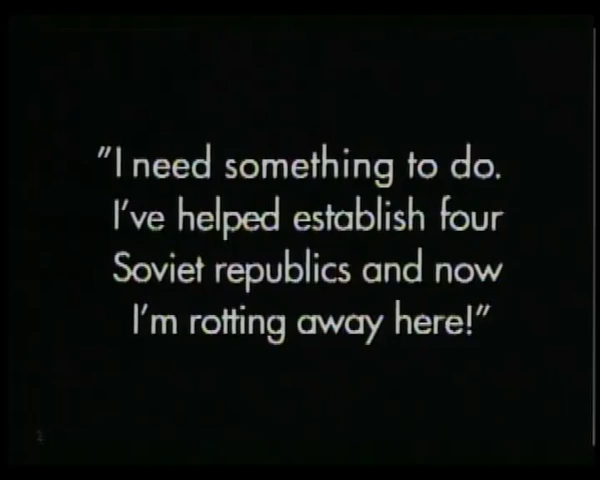 "I need something to do.
I've helped establish four
Soviet republics and now
I'm rotting away here!"